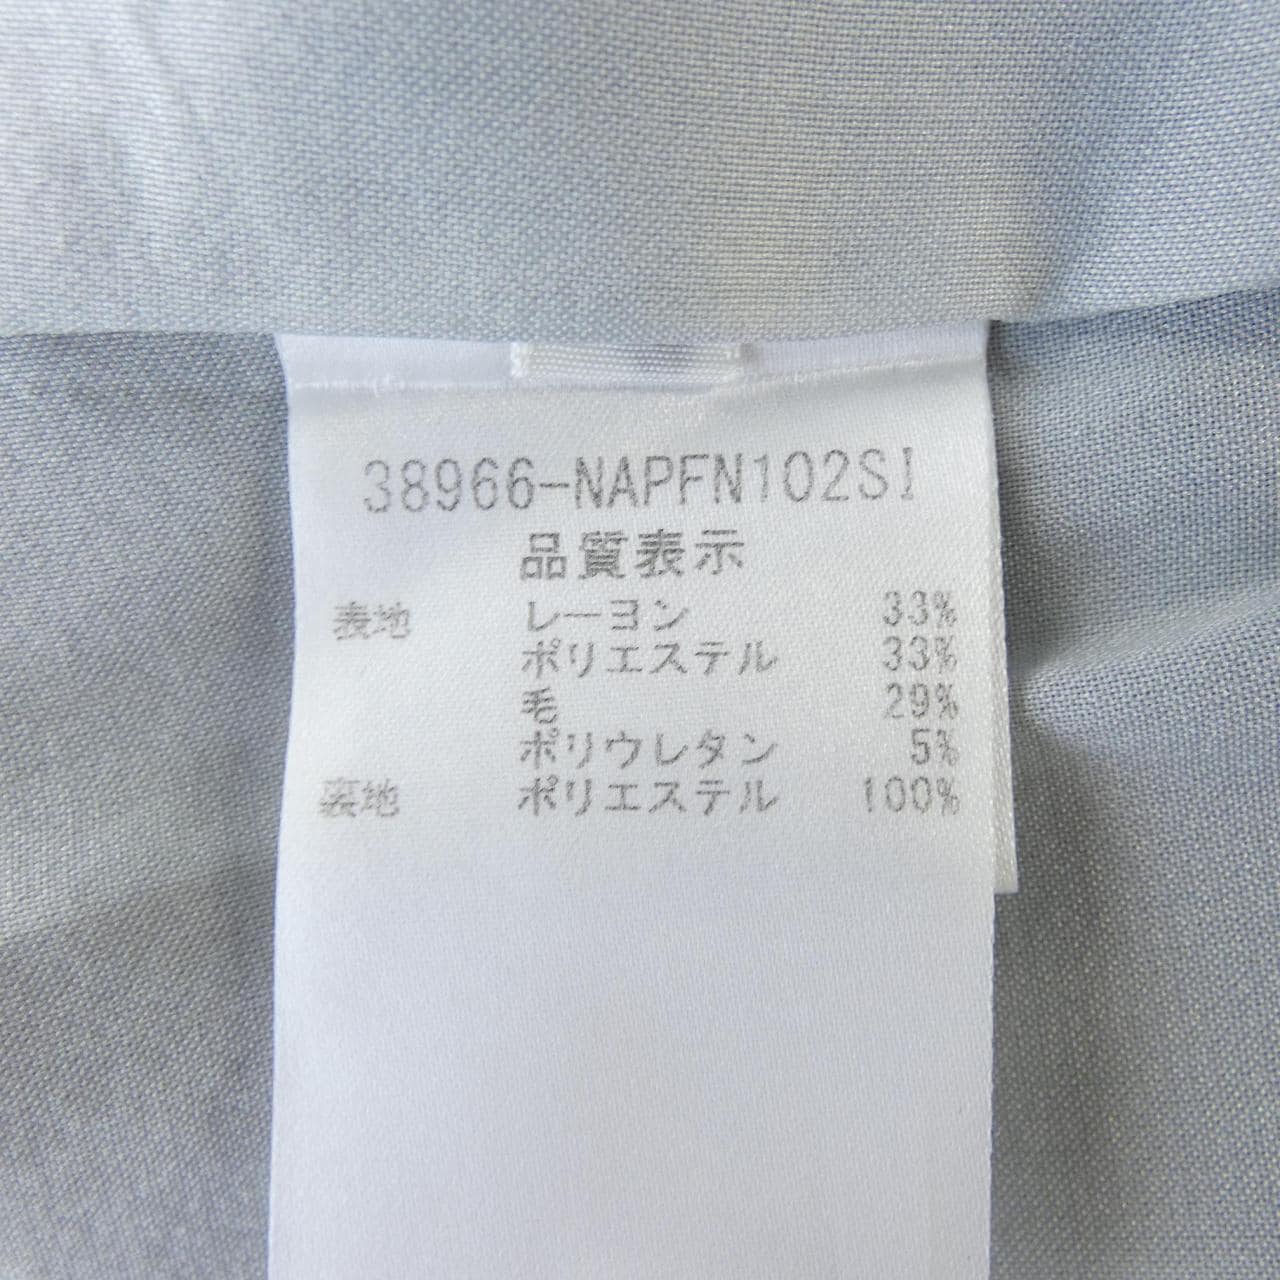 38966-NAPFN102SI
品質表示
表地 レーヨン 33%
ポリエステル 33%
毛 29%
ポリウレタン 5%
裏地 ポリエステル 100%